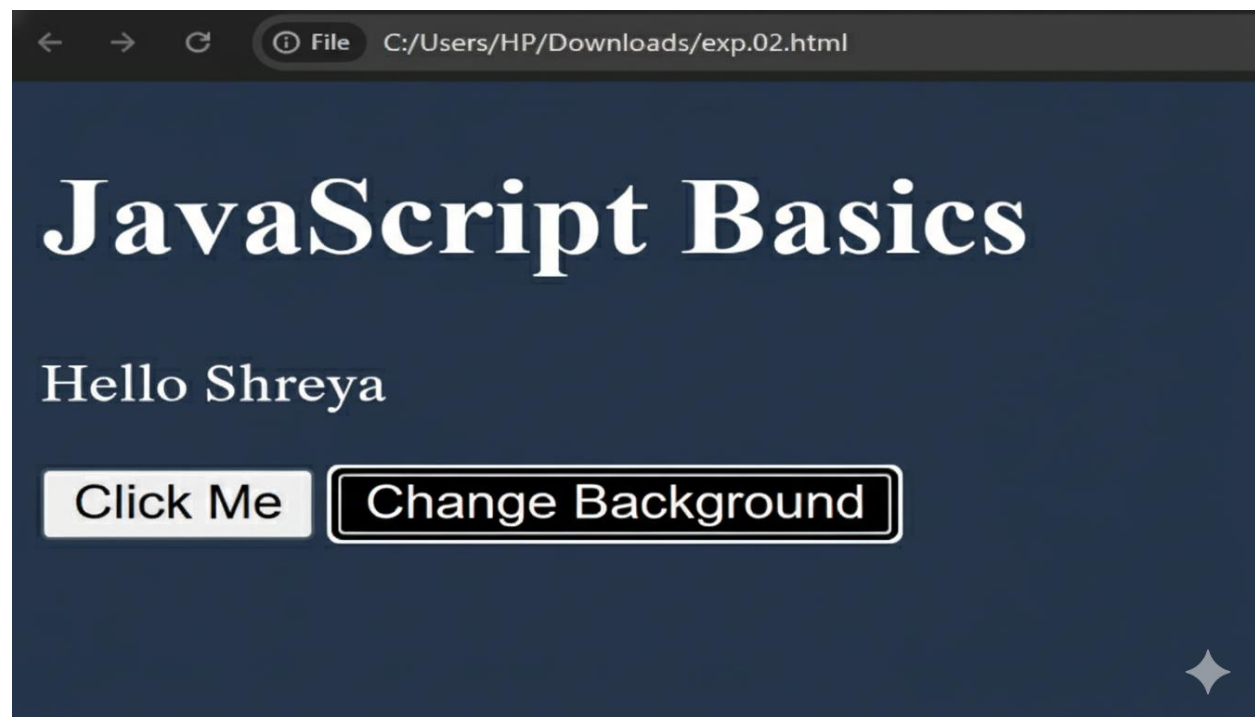 File C:/Users/HP/Downloads/exp.02.html
JavaScript Basics
Hello Shreya
Click Me Change Background